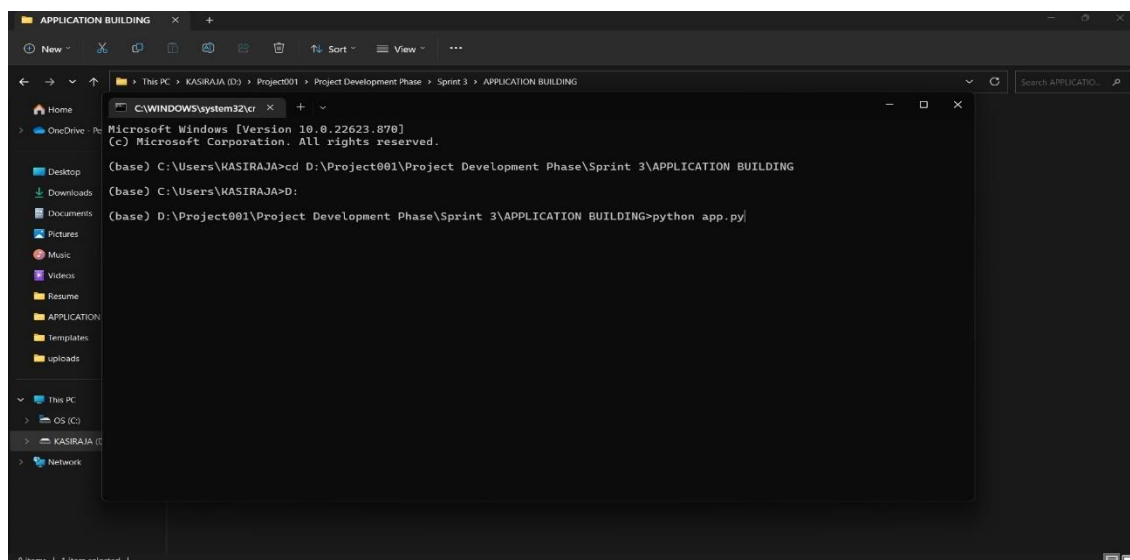 APPLICATION BUILDING
New
Sort
View
This PC > KASIRAJA (D:) > Project001 > Project Development Phase > Sprint 3 > APPLICATION BUILDING
Search APPLICATIO...
Home
OneDrive - Pe
Desktop
Downloads
Documents
Pictures
Music
Videos
Resume
APPLICATION
Templates
uploads
This PC
OS (C:)
KASIRAJA (D
Network
C:\WINDOWS\system32\cr
Microsoft Windows [Version 10.0.22623.870]
(c) Microsoft Corporation. All rights reserved.
(base) C:\Users\KASIRAJA>cd D:\Project001\Project Development Phase\Sprint 3\APPLICATION BUILDING
(base) C:\Users\KASIRAJA>D:
(base) D:\Project001\Project Development Phase\Sprint 3\APPLICATION BUILDING>python app.py